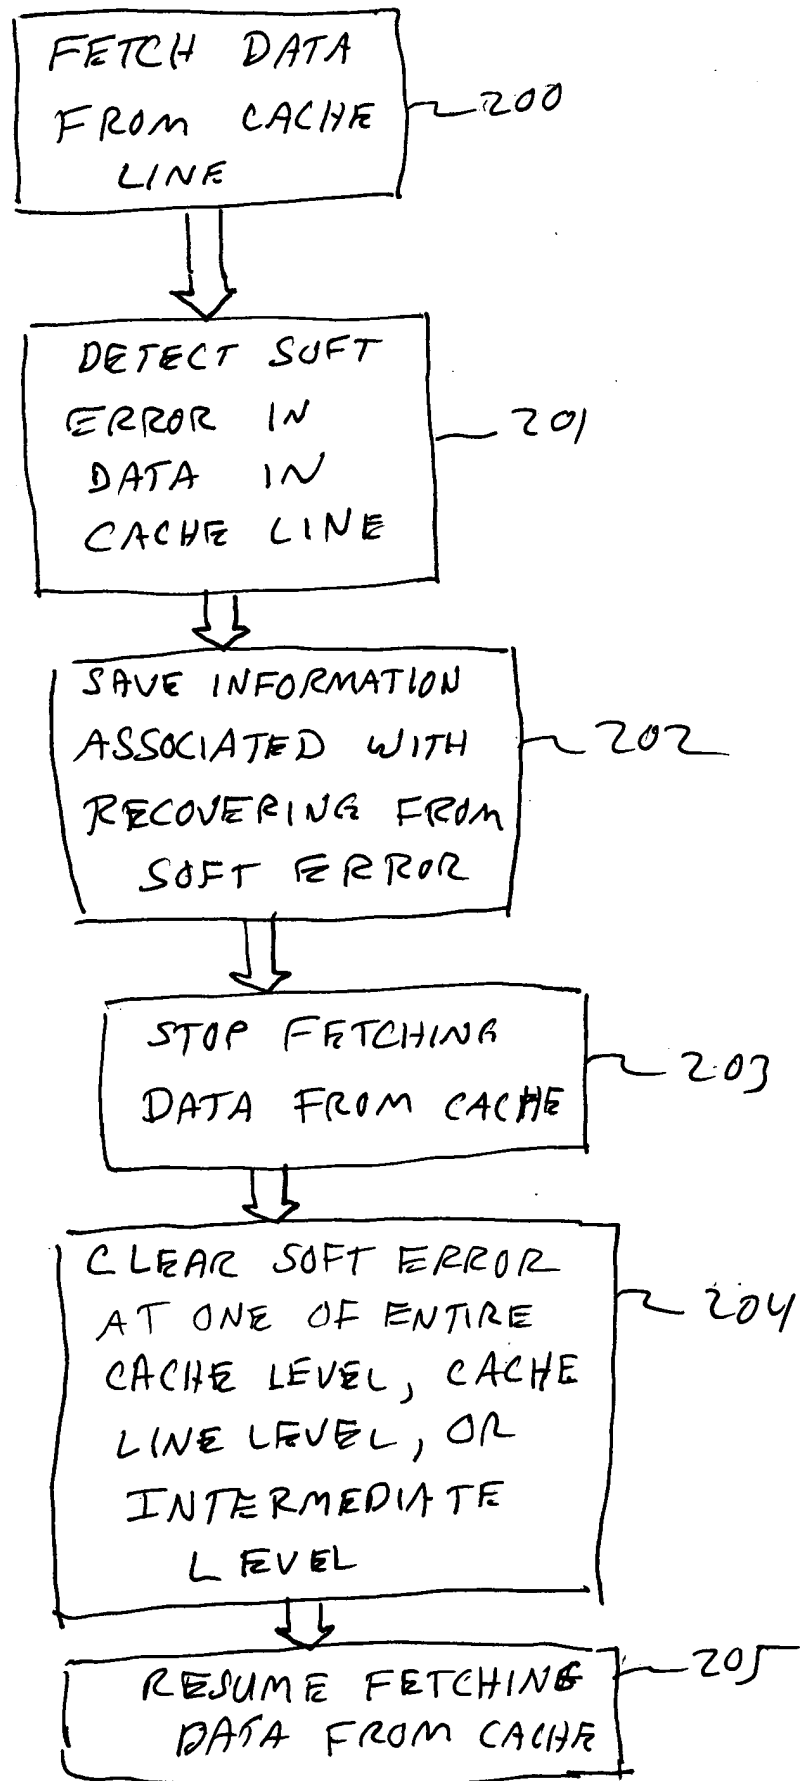 FETCH DATA
FROM CACHE
LINE
200
DETECT SOFT
ERROR IN
DATA IN
CACHE LINE
201
SAVE INFORMATION
ASSOCIATED WITH
RECOVERING FROM
SOFT ERROR
202
STOP FETCHING
DATA FROM CACHE
203
CLEAR SOFT ERROR
AT ONE OF ENTIRE
CACHE LEVEL, CACHE
LINE LEVEL, OR
INTERMEDIATE
LEVEL
204
RESUME FETCHING
DATA FROM CACHE
205